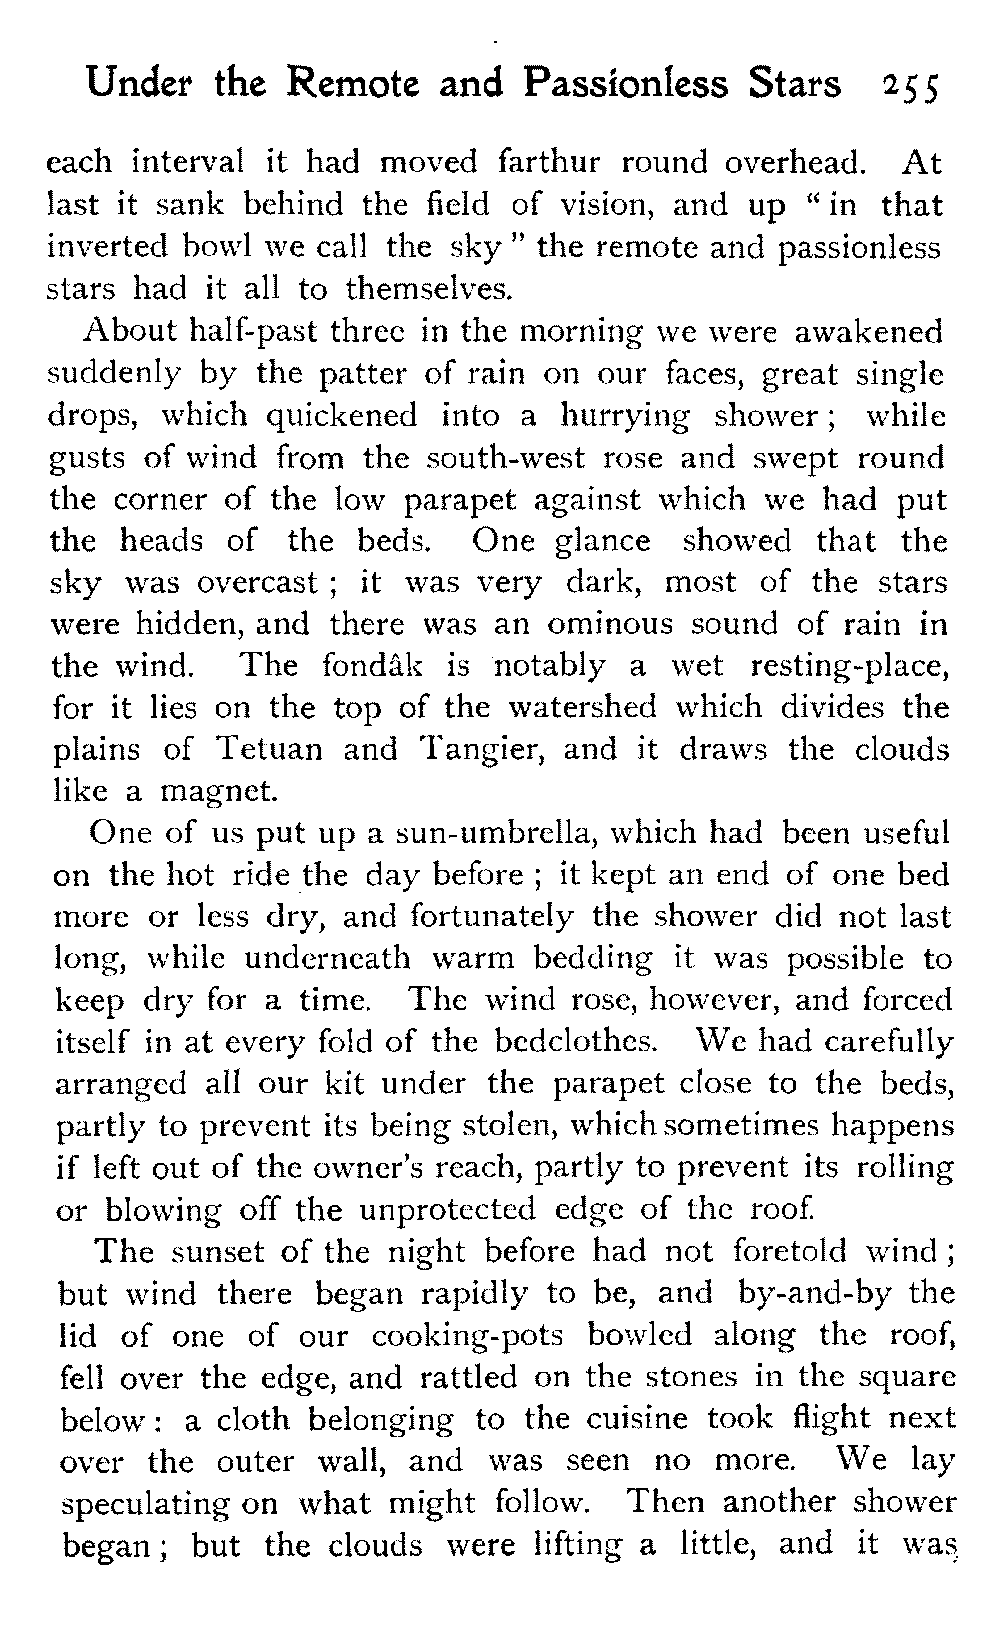 Under the Remote and Passionless Stars 255
each interval it had moved farthur round overhead. At
last it sank behind the field of vision, and up “ in that
inverted bowl we call the sky ” the remote and passionless
stars had it all to themselves.
About half-past three in the morning we were awakened
suddenly by the patter of rain on our faces, great single
drops, which quickened into a hurrying shower ; while
gusts of wind from the south-west rose and swept round
the corner of the low parapet against which we had put
the heads of the beds. One glance showed that the
sky was overcast ; it was very dark, most of the stars
were hidden, and there was an ominous sound of rain in
the wind. The fondâk is notably a wet resting-place,
for it lies on the top of the watershed which divides the
plains of Tetuan and Tangier, and it draws the clouds
like a magnet.
One of us put up a sun-umbrella, which had been useful
on the hot ride the day before ; it kept an end of one bed
more or less dry, and fortunately the shower did not last
long, while underneath warm bedding it was possible to
keep dry for a time. The wind rose, however, and forced
itself in at every fold of the bedclothes. We had carefully
arranged all our kit under the parapet close to the beds,
partly to prevent its being stolen, which sometimes happens
if left out of the owner’s reach, partly to prevent its rolling
or blowing off the unprotected edge of the roof.
The sunset of the night before had not foretold wind ;
but wind there began rapidly to be, and by-and-by the
lid of one of our cooking-pots bowled along the roof,
fell over the edge, and rattled on the stones in the square
below : a cloth belonging to the cuisine took flight next
over the outer wall, and was seen no more. We lay
speculating on what might follow. Then another shower
began ; but the clouds were lifting a little, and it was